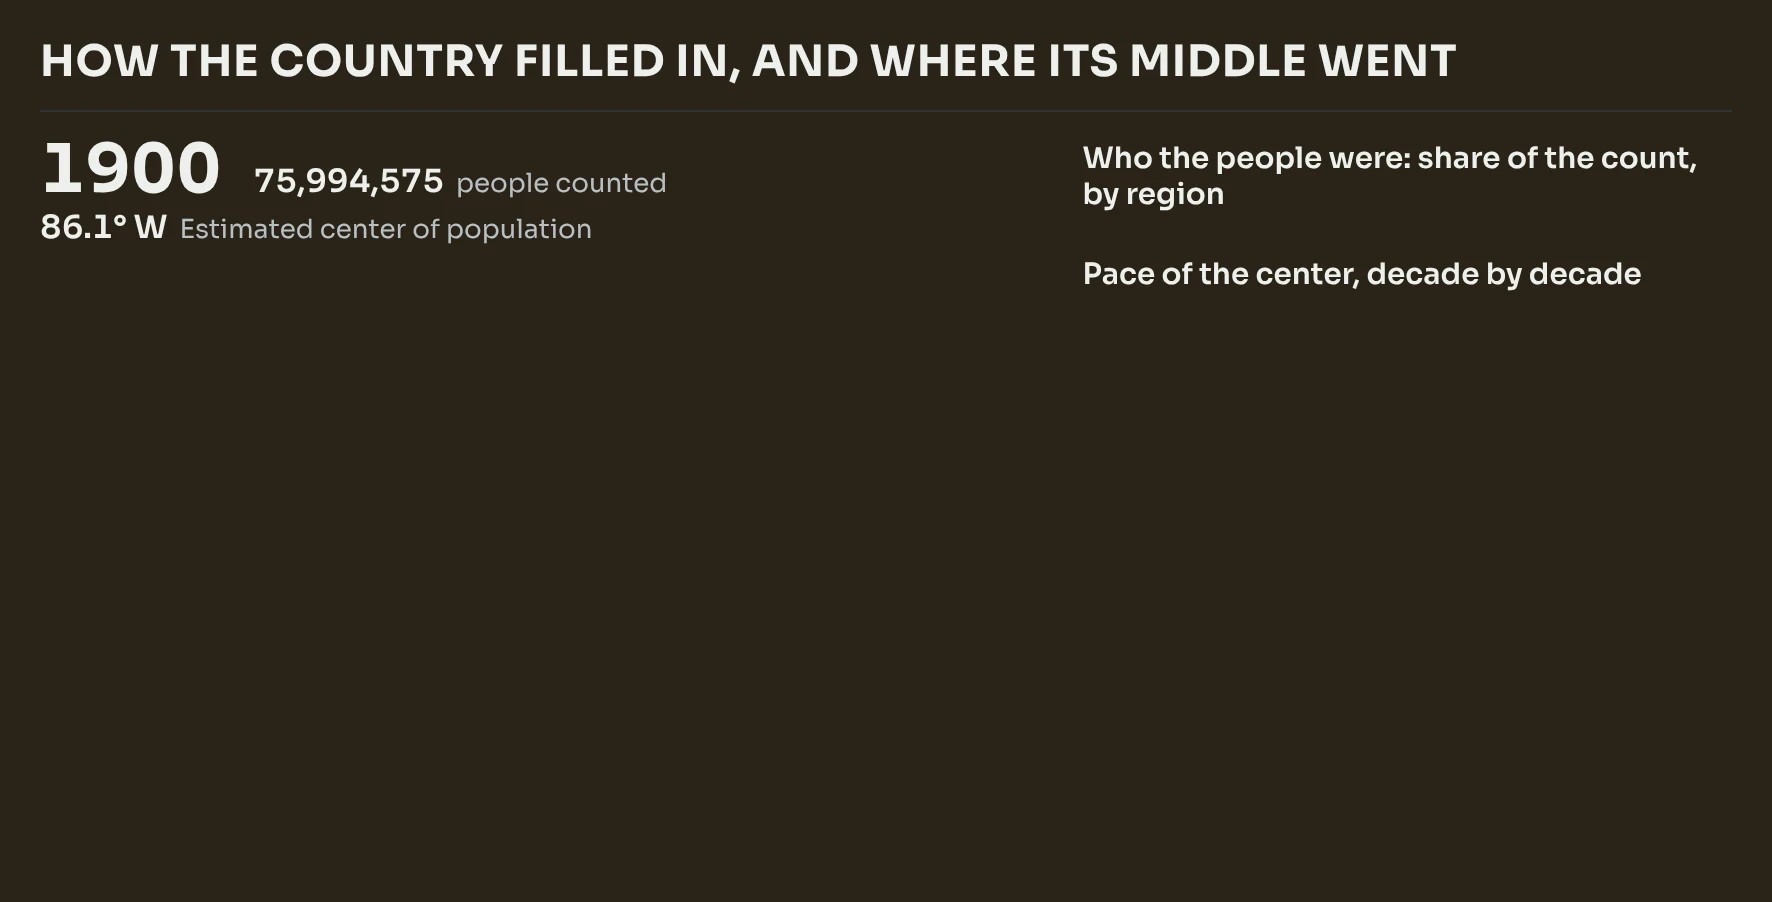 HOW THE COUNTRY FILLED IN, AND WHERE ITS MIDDLE WENT
1900 75,994,575 people counted
86.1° W Estimated center of population
Who the people were: share of the count,
by region
Pace of the center, decade by decade